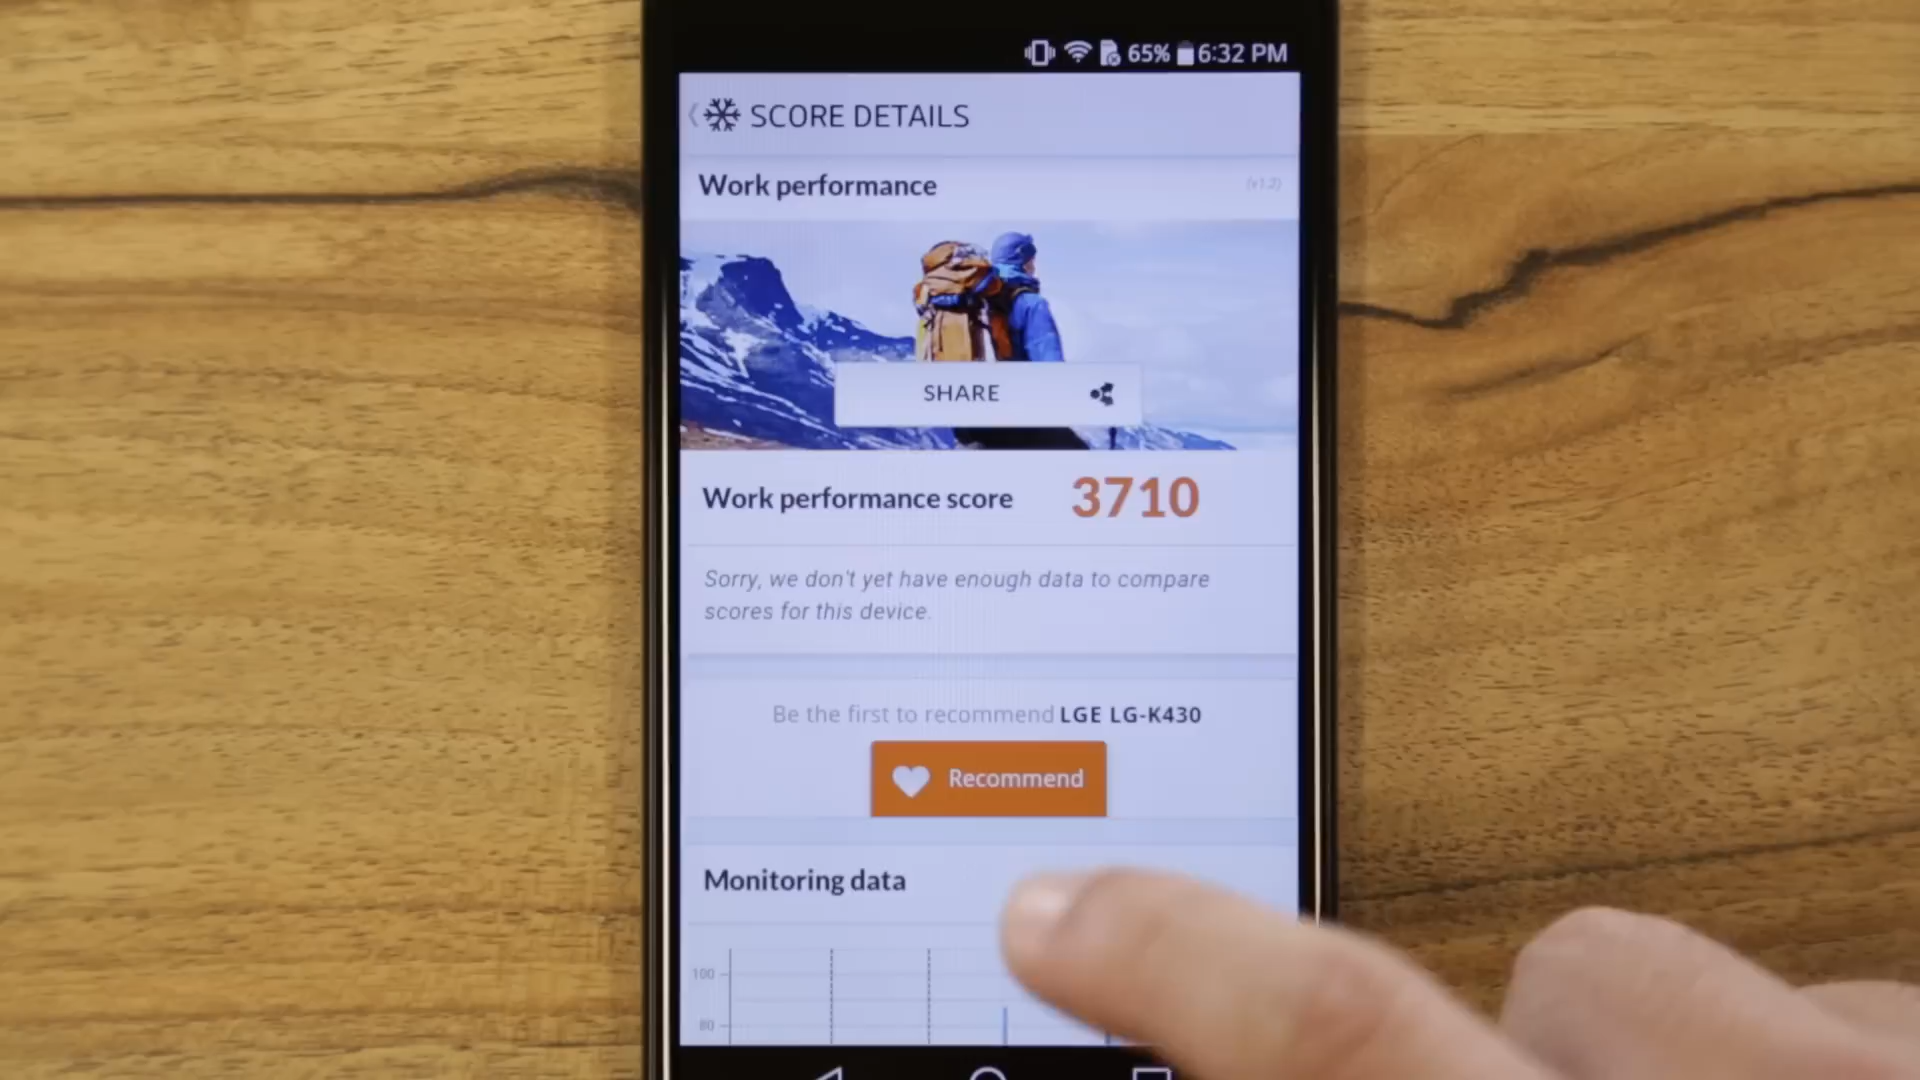 65% 6:32 PM
SCORE DETAILS
Work performance (v1.2)
SHARE
Work performance score 3710
Sorry, we don't yet have enough data to compare
scores for this device.
Be the first to recommend LGE LG-K430
Recommend
Monitoring data
100
80